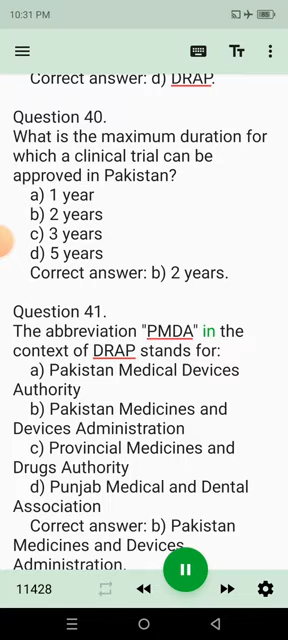 10:31 PM
Correct answer: d) DRAP.
Question 40.
What is the maximum duration for
which a clinical trial can be
approved in Pakistan?
a) 1 year
b) 2 years
c) 3 years
d) 5 years
Correct answer: b) 2 years.
Question 41.
The abbreviation "PMDA" in the
context of DRAP stands for:
a) Pakistan Medical Devices
Authority
b) Pakistan Medicines and
Devices Administration
c) Provincial Medicines and
Drugs Authority
d) Punjab Medical and Dental
Association
Correct answer: b) Pakistan
Medicines and Devices
Administration.
11428